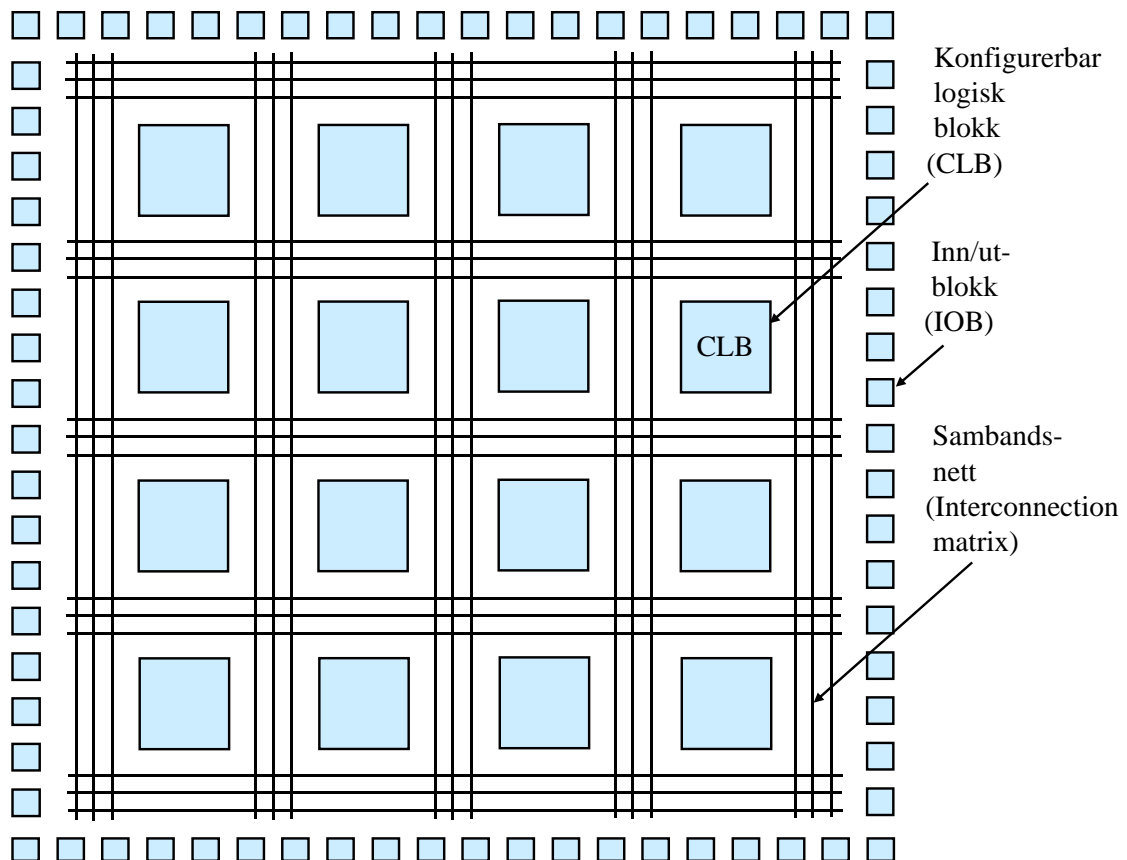 Konfigurerbar
logisk
blokk
(CLB)
Inn/ut-
blokk
(IOB)
CLB
Sambands-
nett
(Interconnection
matrix)